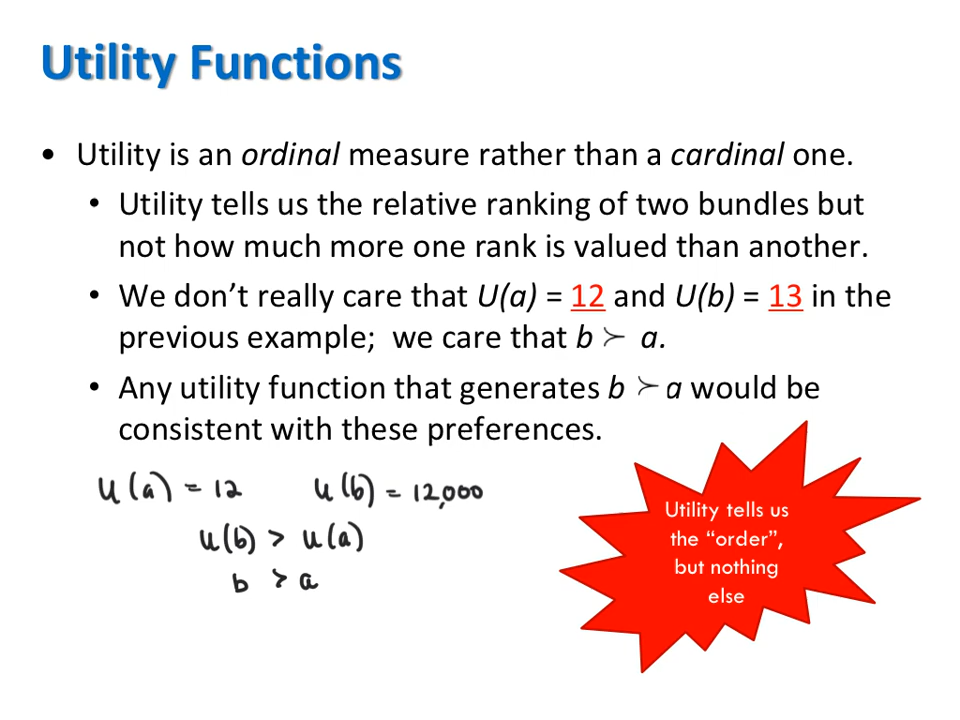 Utility Functions
• Utility is an ordinal measure rather than a cardinal one.
• Utility tells us the relative ranking of two bundles but
not how much more one rank is valued than another.
• We don’t really care that U(a) = 12 and U(b) = 13 in the
previous example; we care that b ≻ a.
• Any utility function that generates b ≻ a would be
consistent with these preferences.
u(a) = 12 u(b) = 12,000
u(b) > u(a)
b > a
Utility tells us
the “order”,
but nothing
else